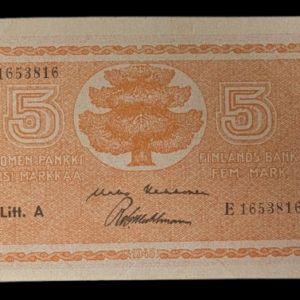 1653816
5 5
OMEN PANKKI FINLANDS BANK
SI MARKKAA FEM MARK
Litt. A
E 1653816